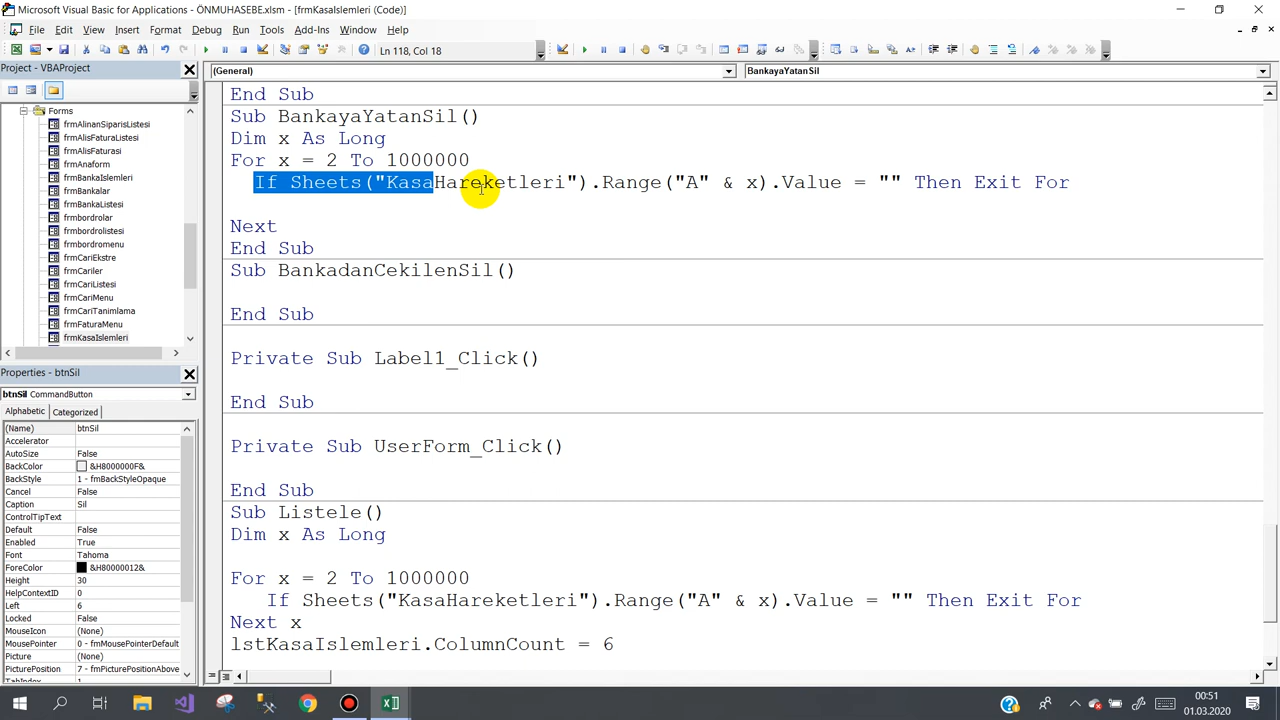 Microsoft Visual Basic for Applications - ÖNMUHASEBE.xlsm - [frmKasaIslemleri (Code)]
File Edit View Insert Format Debug Run Tools Add-Ins Window Help
Ln 118, Col 18
Project - VBAProject
(General)
BankayaYatanSil
Forms
frmAlinanSiparisListesi
frmAlisFaturaListesi
frmAlisFaturasi
frmAnaform
frmBankaIslemleri
frmBankalar
frmBankaListesi
frmbordrolar
frmbordrolistesi
frmbordromenu
frmCariEkstre
frmCariler
frmCariListesi
frmCariMenu
frmCariTanimlama
frmFaturaMenu
frmKasaIslemleri
Properties - btnSil
btnSil CommandButton
Alphabetic Categorized
(Name) btnSil
Accelerator
AutoSize False
BackColor &H8000000F&
BackStyle 1 - fmBackStyleOpaque
Cancel False
Caption Sil
ControlTipText
Default False
Enabled True
Font Tahoma
ForeColor &H80000012&
Height 30
HelpContextID 0
Left 6
Locked False
MouseIcon (None)
MousePointer 0 - fmMousePointerDefault
Picture (None)
PicturePosition 7 - fmPicturePositionAbove
TabIndex 1
End Sub
Sub BankayaYatanSil()
Dim x As Long
For x = 2 To 1000000
If Sheets("KasaHareketleri").Range("A" & x).Value = "" Then Exit For
Next
End Sub
Sub BankadanCekilenSil()
End Sub
Private Sub Label1_Click()
End Sub
Private Sub UserForm_Click()
End Sub
Sub Listele()
Dim x As Long
For x = 2 To 1000000
If Sheets("KasaHareketleri").Range("A" & x).Value = "" Then Exit For
Next x
lstKasaIslemleri.ColumnCount = 6
00:51
01.03.2020